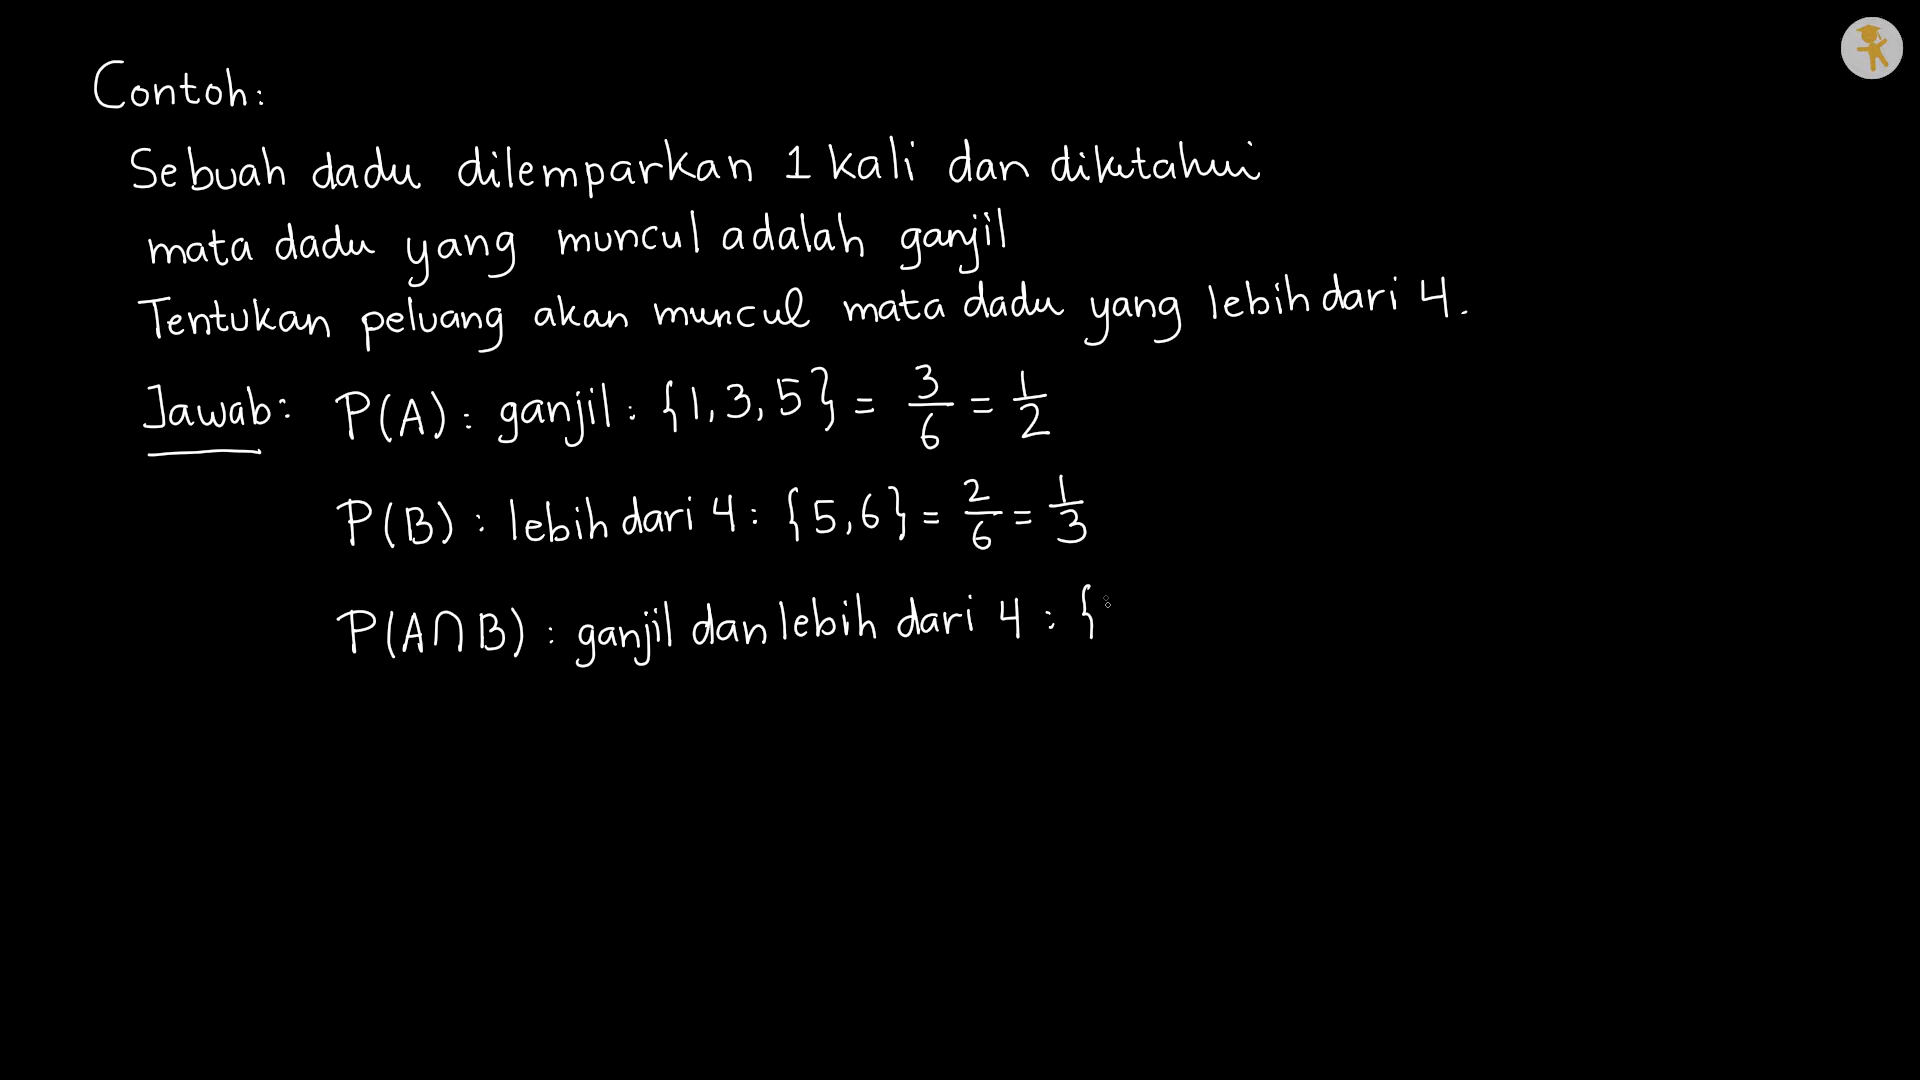 Contoh:
Sebuah dadu dilemparkan 1 kali dan diketahui
mata dadu yang muncul adalah ganjil
Tentukan peluang akan muncul mata dadu yang lebih dari 4.
Jawab: P(A) : ganjil : {1, 3, 5} = 3/6 = 1/2
P(B) : lebih dari 4 : {5, 6} = 2/6 = 1/3
P(A∩B) : ganjil dan lebih dari 4 : {